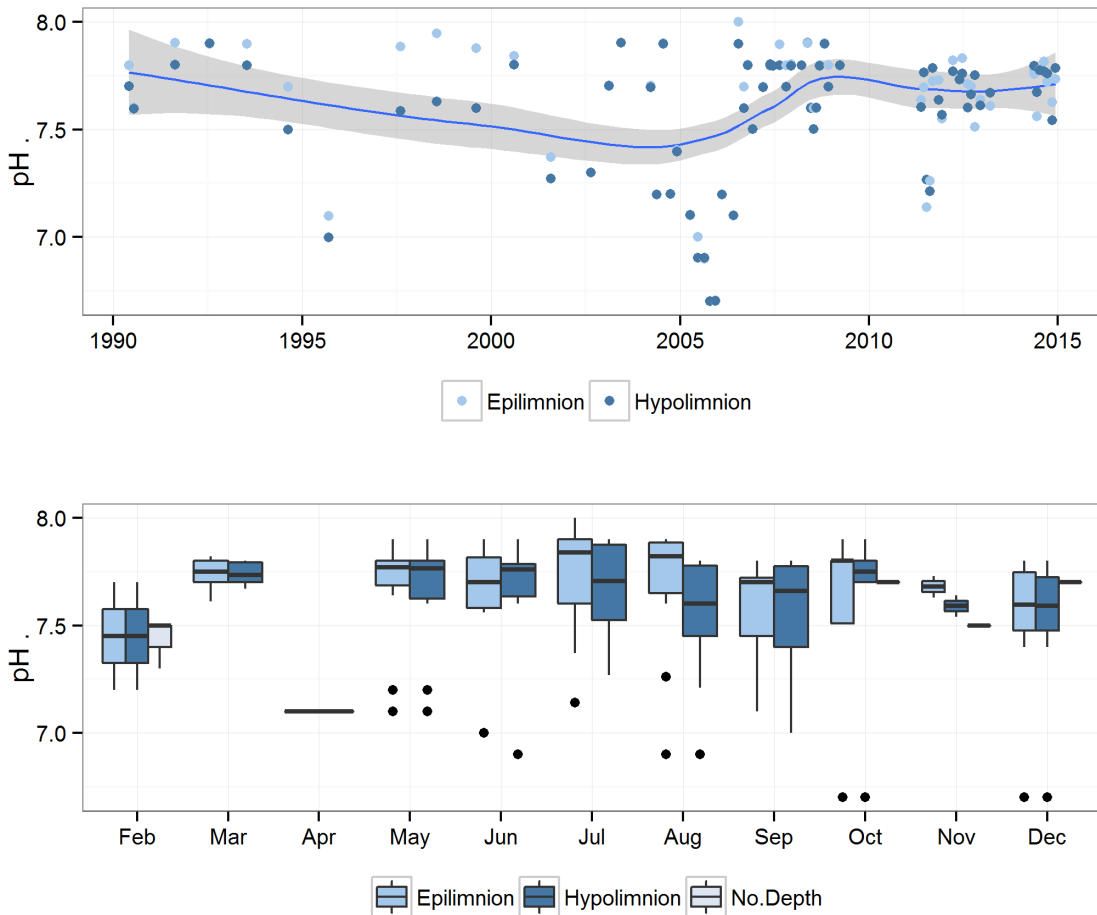 8.0
7.5
7.0
pH .
1990 1995 2000 2005 2010 2015
Epilimnion Hypolimnion
8.0
7.5
7.0
pH .
Feb Mar Apr May Jun Jul Aug Sep Oct Nov Dec
Epilimnion Hypolimnion No.Depth